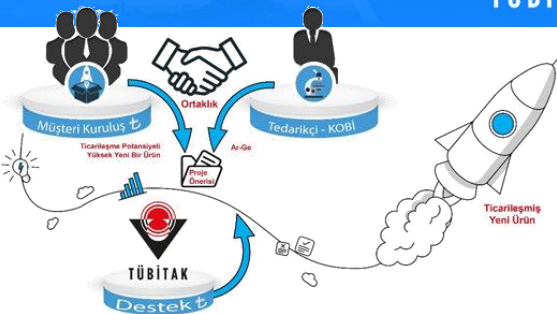 Ortaklık
Müşteri Kuruluş ₺
Tedarikçi - KOBİ
Ticarileşme Potansiyeli
Yüksek Yeni Bir Ürün
Ar-Ge
Proje
Önerisi
Ticarileşmiş
Yeni Ürün
TÜBİTAK
Destek ₺